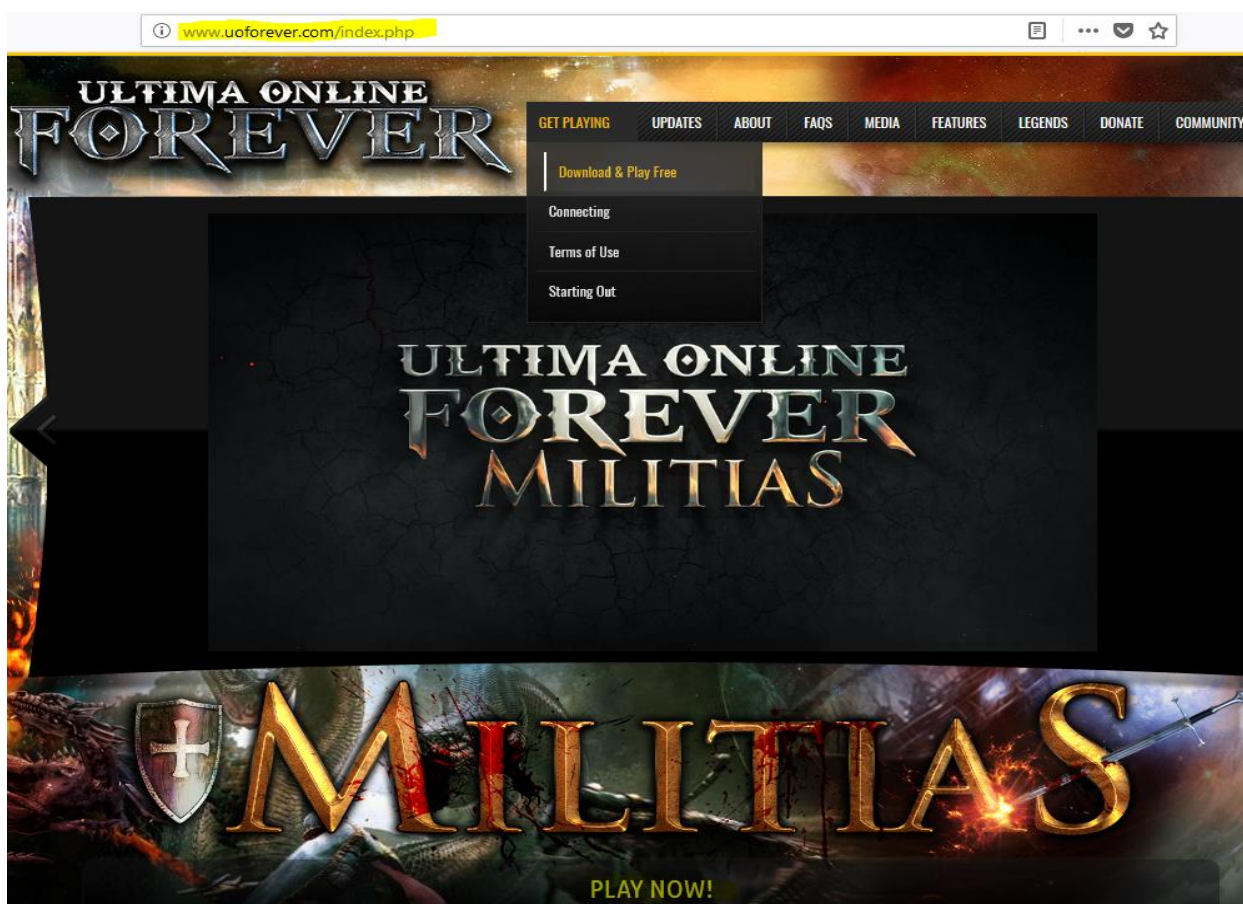 www.uoforever.com/index.php
ULTIMA ONLINE
FOREVER
GET PLAYING UPDATES ABOUT FAQS MEDIA FEATURES LEGENDS DONATE COMMUNITY
Download & Play Free
Connecting
Terms of Use
Starting Out
ULTIMA ONLINE
FOREVER
MILITIAS
MILITIAS
PLAY NOW!